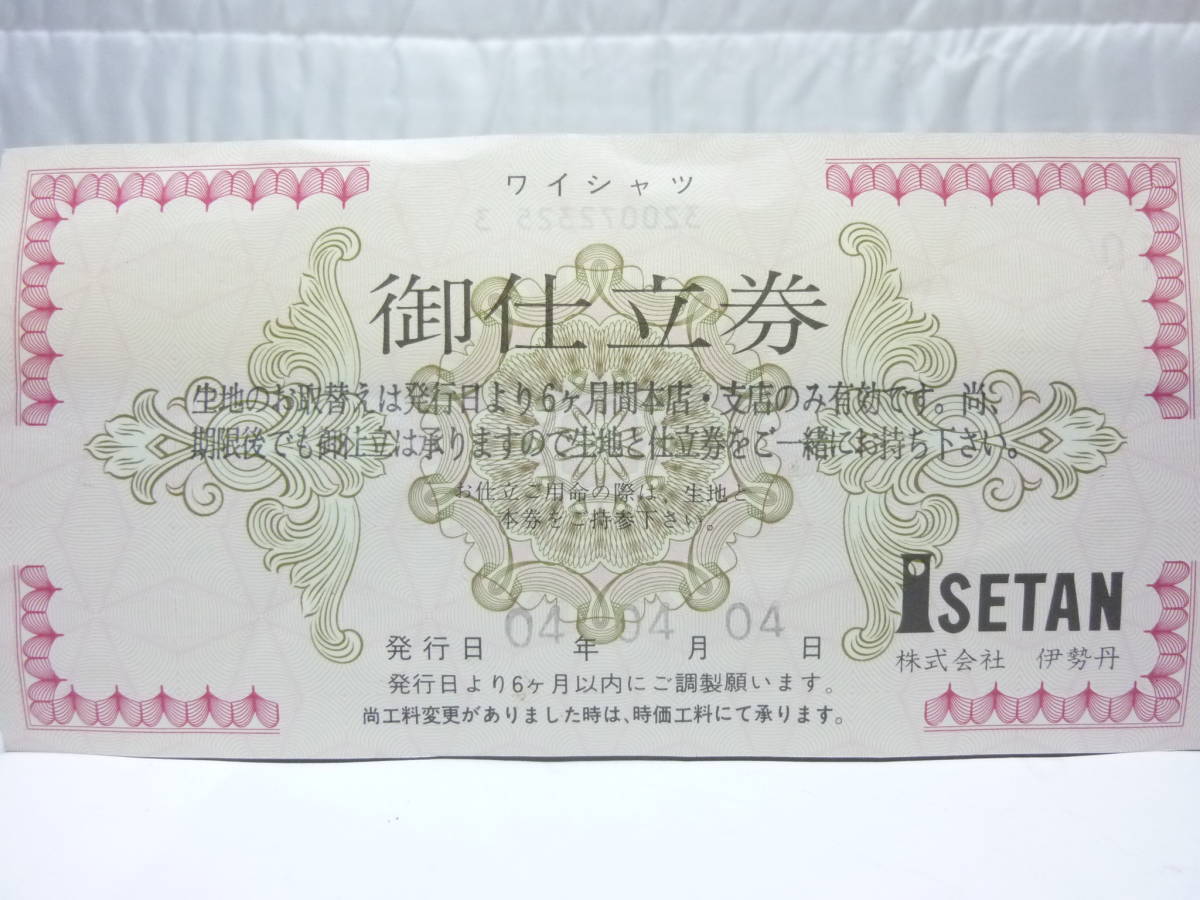 ワイシャツ
320072325 3
御仕立券
生地のお取替えは発行日より6ヶ月間本店・支店のみ有効です。尚、
期限後でも御仕立は承りますので生地と仕立券をご一緒にお持ち下さい。
お仕立ご用命の際は、生地と
本券をご持参下さい。
発行日 04 年 04 月 04 日
発行日より6ヶ月以内にご調製願います。
尚工料変更がありました時は、時価工料にて承ります。
ISETAN
株式会社 伊勢丹